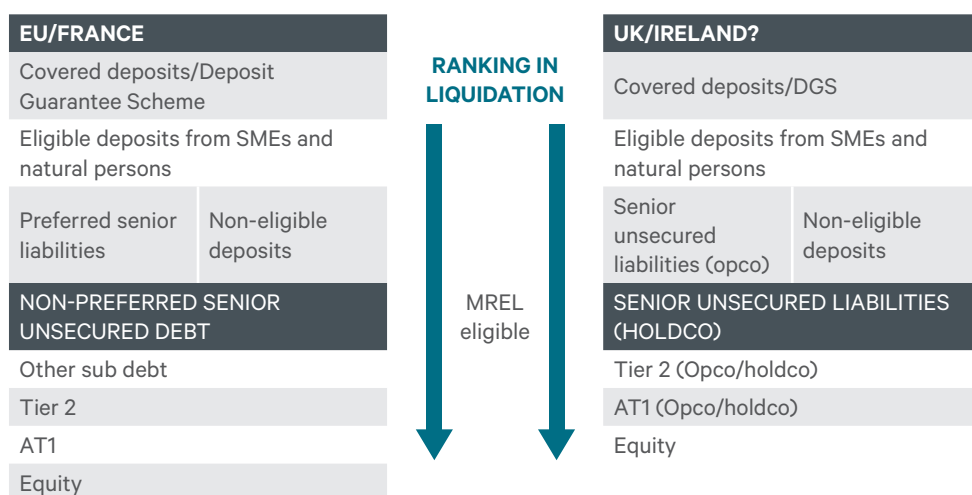 EU/FRANCE
Covered deposits/Deposit
Guarantee Scheme
Eligible deposits from SMEs and
natural persons
Preferred senior
liabilities
Non-eligible
deposits
NON-PREFERRED SENIOR
UNSECURED DEBT
Other sub debt
Tier 2
AT1
Equity
RANKING IN
LIQUIDATION
MREL
eligible
UK/IRELAND?
Covered deposits/DGS
Eligible deposits from SMEs and
natural persons
Senior
unsecured
liabilities (opco)
Non-eligible
deposits
SENIOR UNSECURED LIABILITIES
(HOLDCO)
Tier 2 (Opco/holdco)
AT1 (Opco/holdco)
Equity